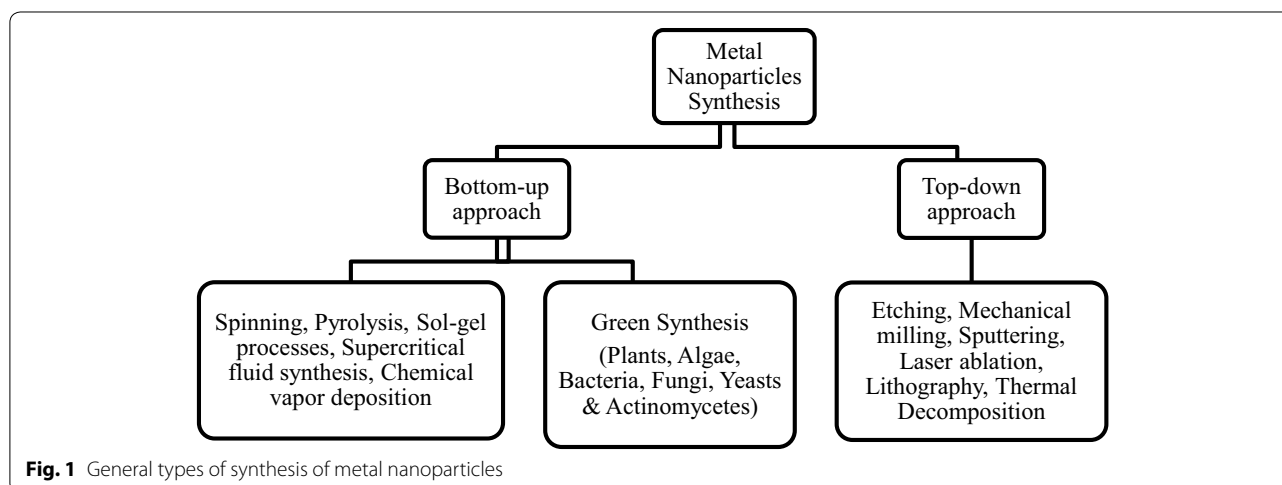 Metal
Nanoparticles
Synthesis
Bottom-up
approach
Top-down
approach
Spinning, Pyrolysis, Sol-gel
processes, Supercritical
fluid synthesis, Chemical
vapor deposition
Green Synthesis
(Plants, Algae,
Bacteria, Fungi, Yeasts
& Actinomycetes)
Etching, Mechanical
milling, Sputtering,
Laser ablation,
Lithography, Thermal
Decomposition
Fig. 1 General types of synthesis of metal nanoparticles